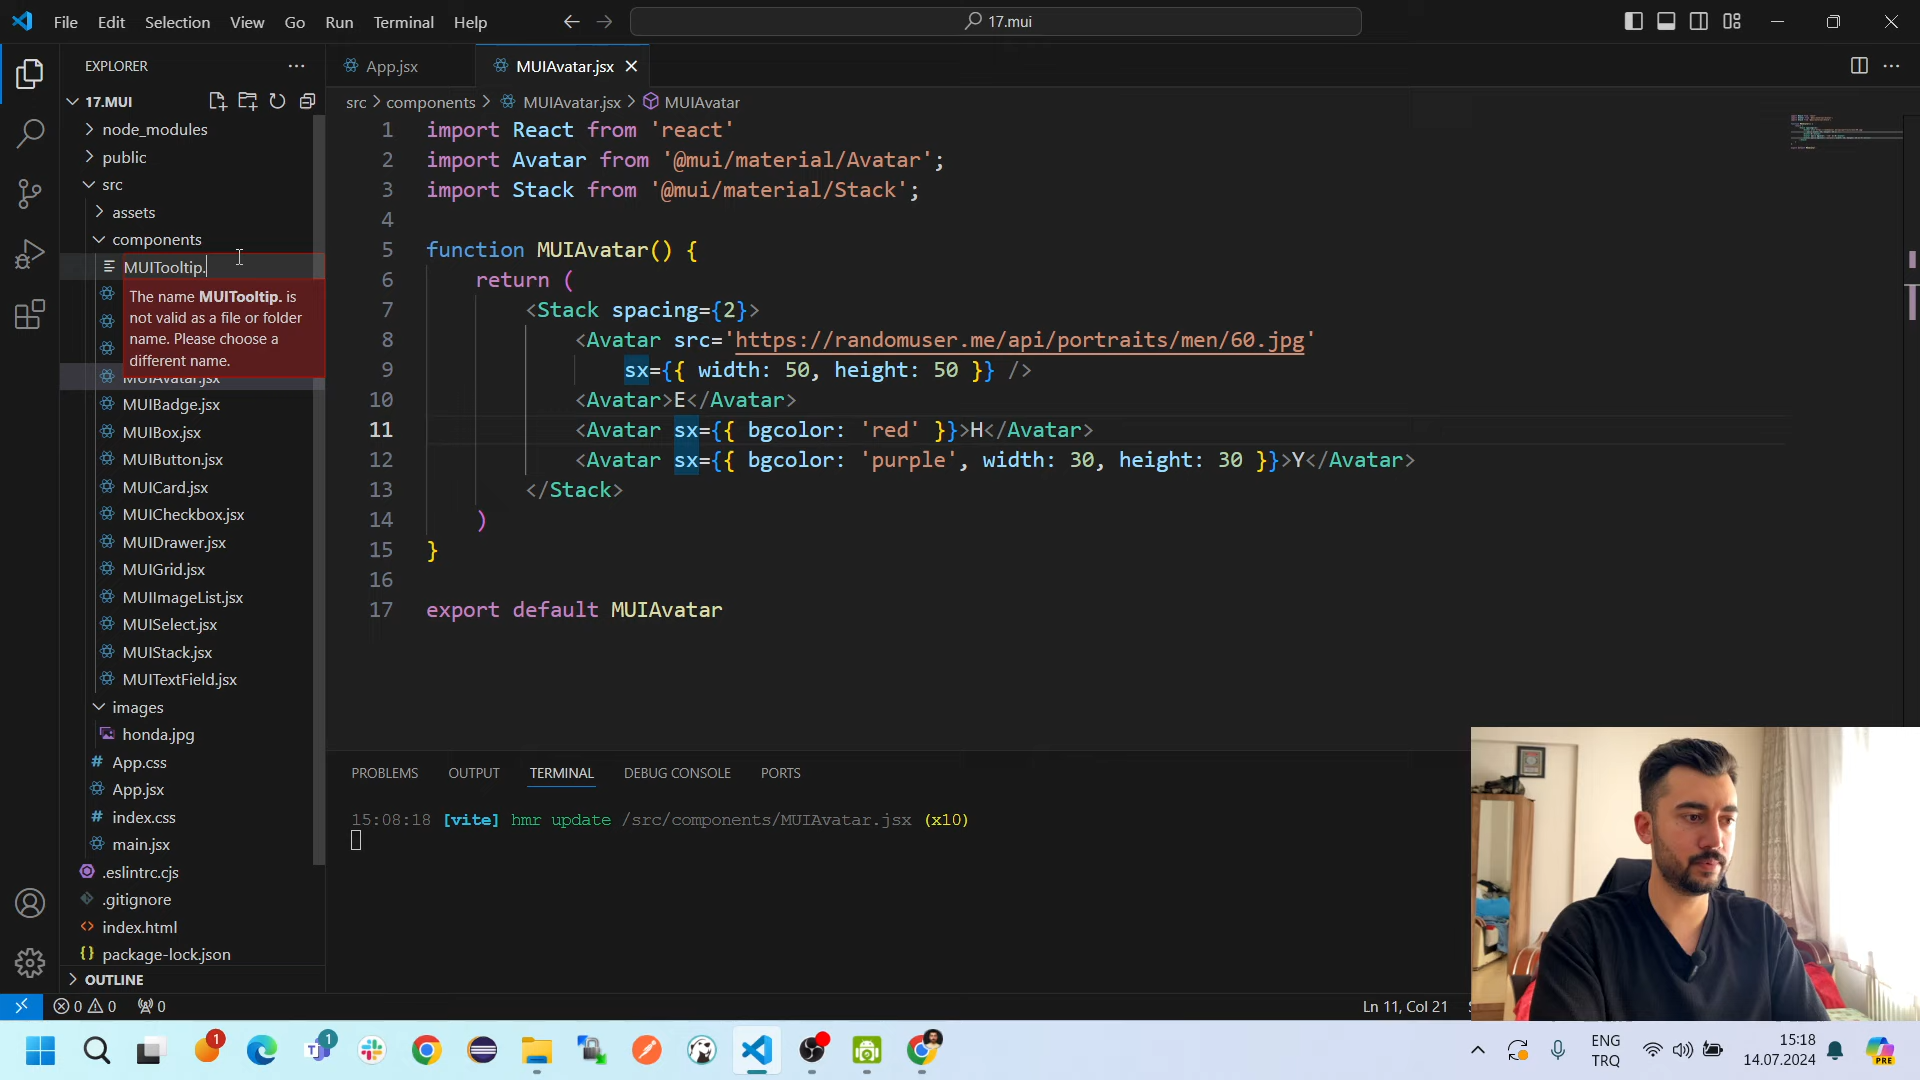 File Edit Selection View Go Run Terminal Help
17.mui
EXPLORER
17.MUI
node_modules
public
src
assets
components
MUITooltip.
The name MUITooltip. is
not valid as a file or folder
name. Please choose a
different name.
MUIAvatar.jsx
MUIBadge.jsx
MUIBox.jsx
MUIButton.jsx
MUICard.jsx
MUICheckbox.jsx
MUIDrawer.jsx
MUIGrid.jsx
MUIImageList.jsx
MUISelect.jsx
MUIStack.jsx
MUITextField.jsx
images
honda.jpg
App.css
App.jsx
index.css
main.jsx
.eslintrc.cjs
.gitignore
index.html
package-lock.json
OUTLINE
App.jsx MUIAvatar.jsx
src > components > MUIAvatar.jsx > MUIAvatar
1 import React from 'react'
2 import Avatar from '@mui/material/Avatar';
3 import Stack from '@mui/material/Stack';
4
5 function MUIAvatar() {
6 return (
7 <Stack spacing={2}>
8 <Avatar src='https://randomuser.me/api/portraits/men/60.jpg'
9 sx={{ width: 50, height: 50 }} />
10 <Avatar>E</Avatar>
11 <Avatar sx={{ bgcolor: 'red' }}>H</Avatar>
12 <Avatar sx={{ bgcolor: 'purple', width: 30, height: 30 }}>Y</Avatar>
13 </Stack>
14 )
15 }
16
17 export default MUIAvatar
PROBLEMS OUTPUT TERMINAL DEBUG CONSOLE PORTS
15:08:18 [vite] hmr update /src/components/MUIAvatar.jsx (x10)
0 0 0
Ln 11, Col 21
1
1
ENG
TRQ
15:18
14.07.2024
PRE